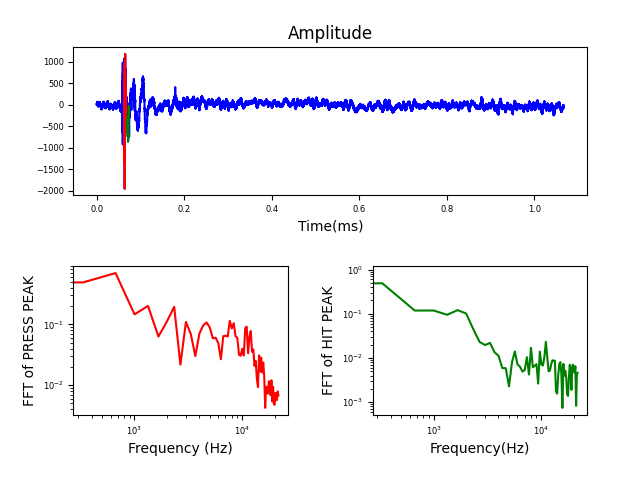 Amplitude
1000
500
0
−500
−1000
−1500
−2000
0.0 0.2 0.4 0.6 0.8 1.0
Time(ms)
FFT of PRESS PEAK
10⁻¹
10⁻²
10³ 10⁴
Frequency (Hz)
FFT of HIT PEAK
10⁰
10⁻¹
10⁻²
10⁻³
10³ 10⁴
Frequency(Hz)